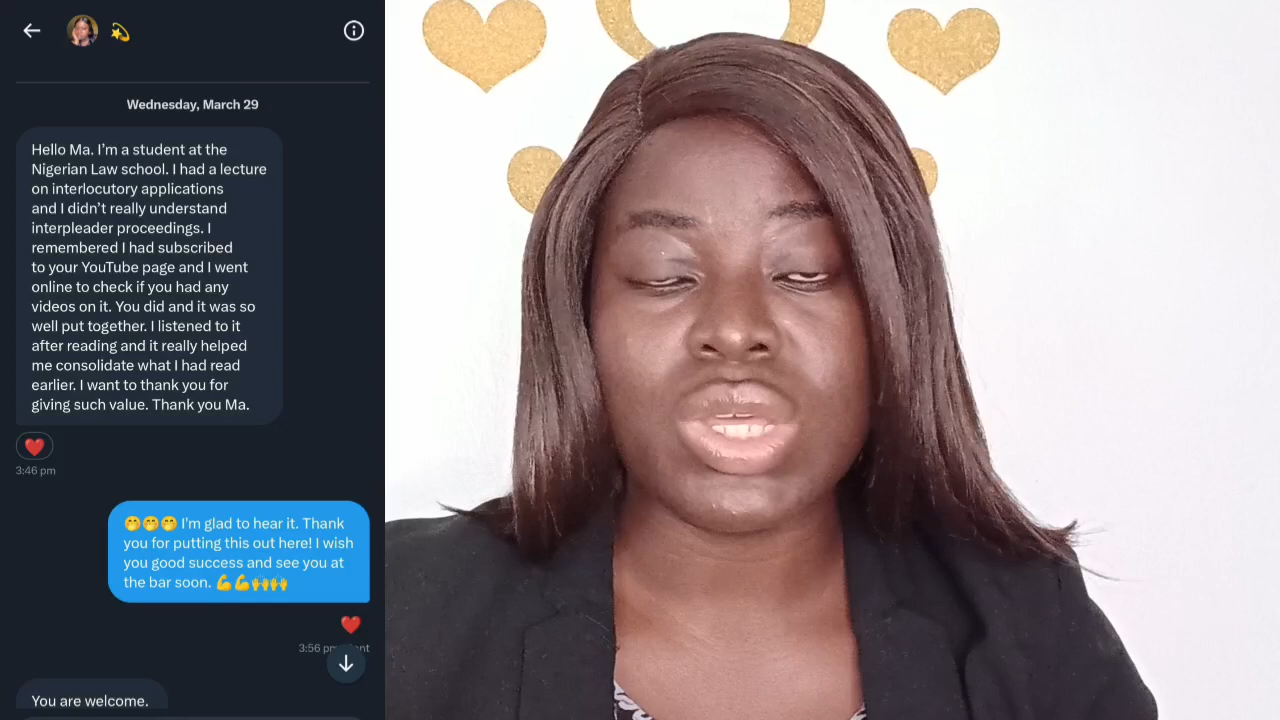 Wednesday, March 29
Hello Ma. I'm a student at the
Nigerian Law school. I had a lecture
on interlocutory applications
and I didn't really understand
interpleader proceedings. I
remembered I had subscribed
to your YouTube page and I went
online to check if you had any
videos on it. You did and it was so
well put together. I listened to it
after reading and it really helped
me consolidate what I had read
earlier. I want to thank you for
giving such value. Thank you Ma.
❤️
3:46 pm
🤭🤭🤭 I'm glad to hear it. Thank
you for putting this out here! I wish
you good success and see you at
the bar soon. 💪💪🙌🙌
❤️
3:56 pm
You are welcome.